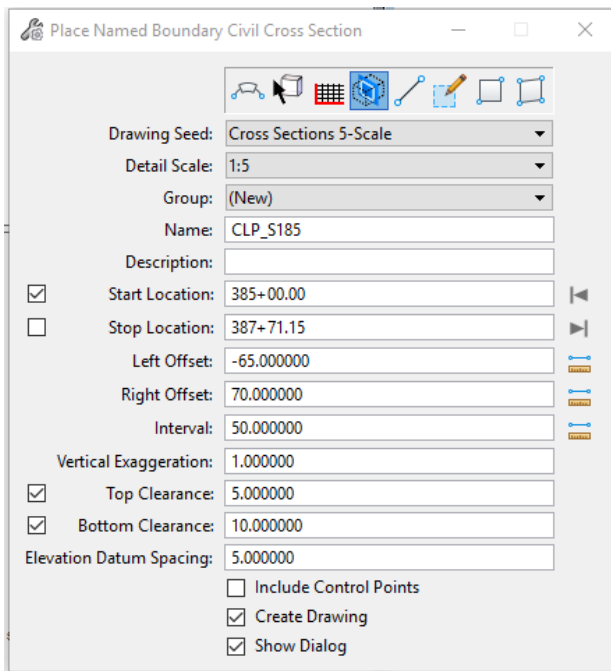 Place Named Boundary Civil Cross Section
Drawing Seed: Cross Sections 5-Scale
Detail Scale: 1:5
Group: (New)
Name: CLP_S185
Description:
Start Location: 385+00.00
Stop Location: 387+71.15
Left Offset: -65.000000
Right Offset: 70.000000
Interval: 50.000000
Vertical Exaggeration: 1.000000
Top Clearance: 5.000000
Bottom Clearance: 10.000000
Elevation Datum Spacing: 5.000000
Include Control Points
Create Drawing
Show Dialog